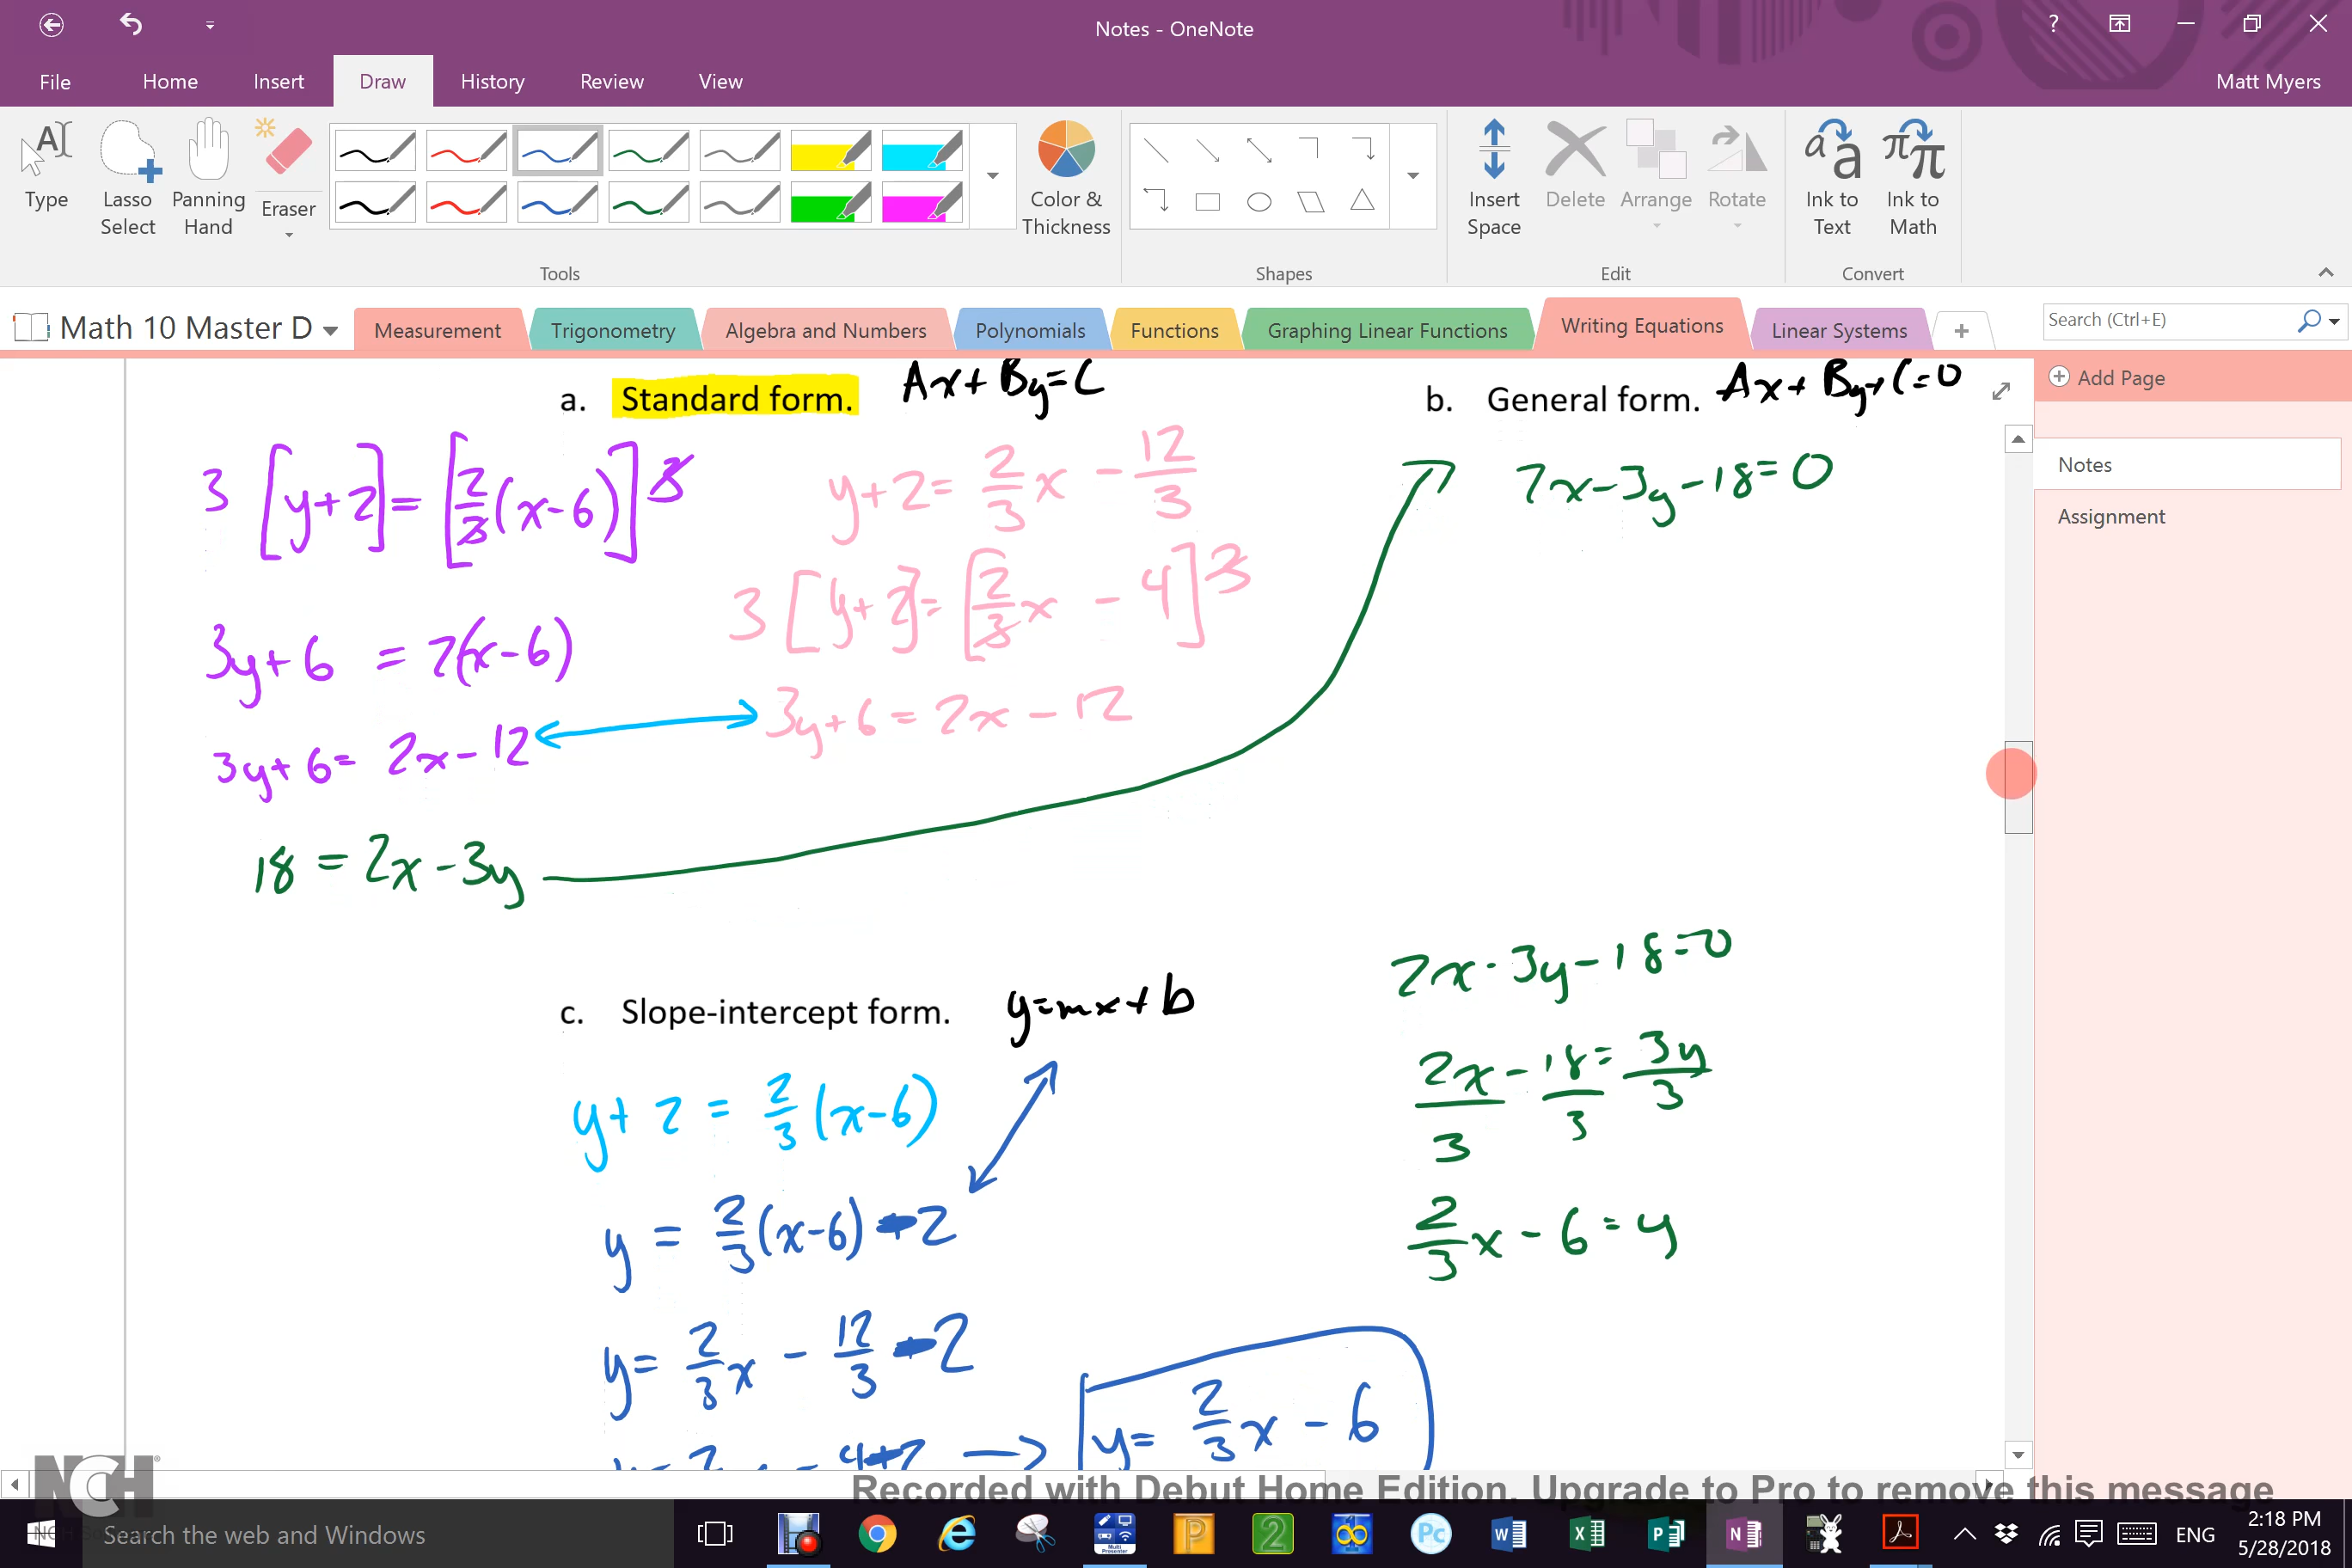 Notes - OneNote
?
File
Home
Insert
Draw
History
Review
View
Matt Myers
Type
Lasso Select
Panning Hand
Eraser
Color & Thickness
Insert Space
Delete
Arrange
Rotate
Ink to Text
Ink to Math
Tools
Shapes
Edit
Convert
Math 10 Master D
Measurement
Trigonometry
Algebra and Numbers
Polynomials
Functions
Graphing Linear Functions
Writing Equations
Linear Systems
+
Search (Ctrl+E)
Add Page
Notes
Assignment
a. Standard form. Ax + By = C
b. General form. Ax + By + C = 0
3 [y+2] = [2/3 (x-6)] 3
3y + 6 = 2(x-6)
3y + 6 = 2x - 12
18 = 2x - 3y
y + 2 = 2/3 x - 12/3
3 [y+2] = [2/3 x - 4] 3
3y + 6 = 2x - 12
2x - 3y - 18 = 0
c. Slope-intercept form. y = mx + b
y + 2 = 2/3 (x-6)
y = 2/3 (x-6) - 2
y = 2/3 x - 12/3 - 2
y = 2/3 x - 6
2x - 3y - 18 = 0
2x/3 - 18/3 = 3y/3
2/3 x - 6 = y
NCH
Recorded with Debut Home Edition. Upgrade to Pro to remove this message
Search the web and Windows
ENG
2:18 PM
5/28/2018